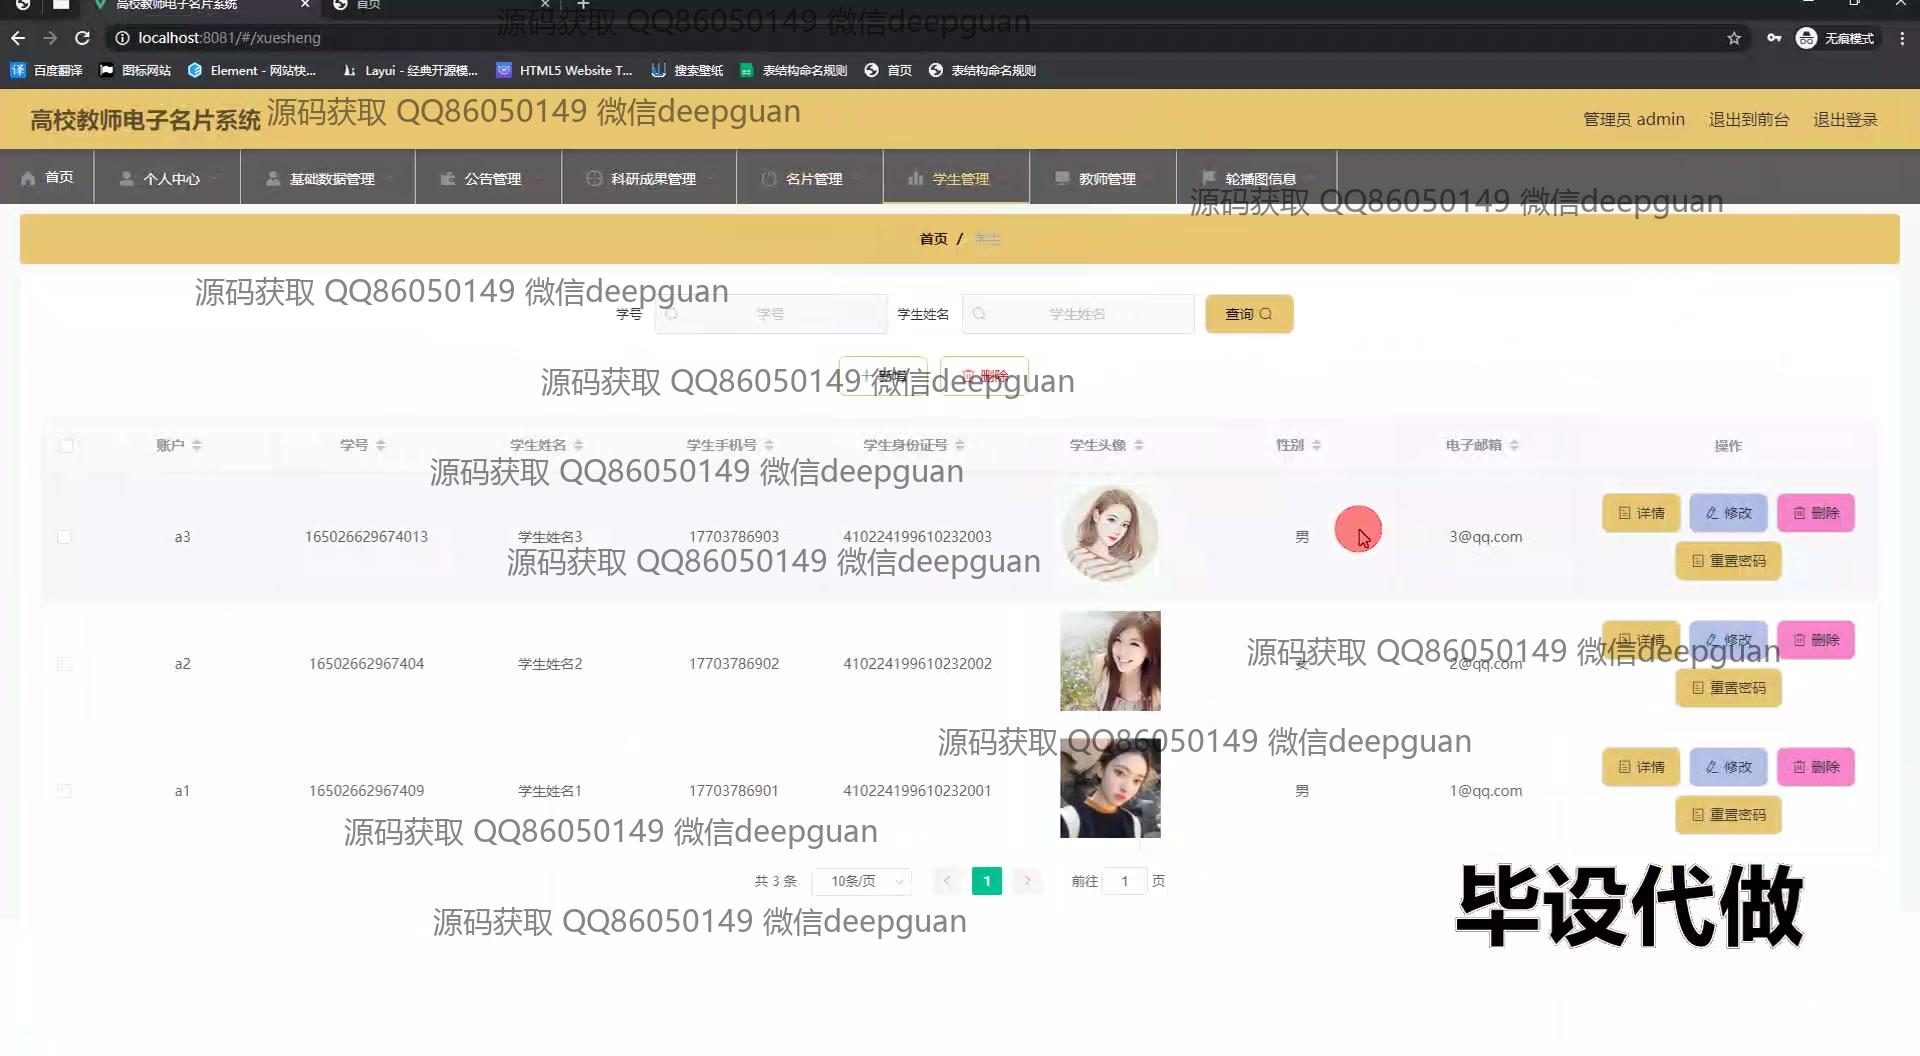 高校教师电子名片系统
首页
源码获取 QQ86050149 微信deepguan
localhost:8081/#/xuesheng
无痕模式
百度翻译 图标网站 Element - 网站快... Layui - 经典开源模... HTML5 Website T... 搜索壁纸 表结构命名规则 首页 表结构命名规则
高校教师电子名片系统
源码获取 QQ86050149 微信deepguan
管理员 admin 退出到前台 退出登录
首页 个人中心 基础数据管理 公告管理 科研成果管理 名片管理 学生管理 教师管理 轮播图信息
源码获取 QQ86050149 微信deepguan
首页 / 学生
源码获取 QQ86050149 微信deepguan
学号 学号 学生姓名 学生姓名 查询
新增 删除
源码获取 QQ86050149 微信deepguan
账户 学号 学生姓名 学生手机号 学生身份证号 学生头像 性别 电子邮箱 操作
源码获取 QQ86050149 微信deepguan
a3 165026629674013 学生姓名3 17703786903 410224199610232003 男 3@qq.com 详情 修改 删除
重置密码
源码获取 QQ86050149 微信deepguan
a2 16502662967404 学生姓名2 17703786902 410224199610232002 女 2@qq.com 详情 修改 删除
重置密码
源码获取 QQ86050149 微信deepguan
源码获取 QQ86050149 微信deepguan
a1 16502662967409 学生姓名1 17703786901 410224199610232001 男 1@qq.com 详情 修改 删除
重置密码
源码获取 QQ86050149 微信deepguan
共 3 条 10条/页 1 前往 1 页
源码获取 QQ86050149 微信deepguan
毕设代做